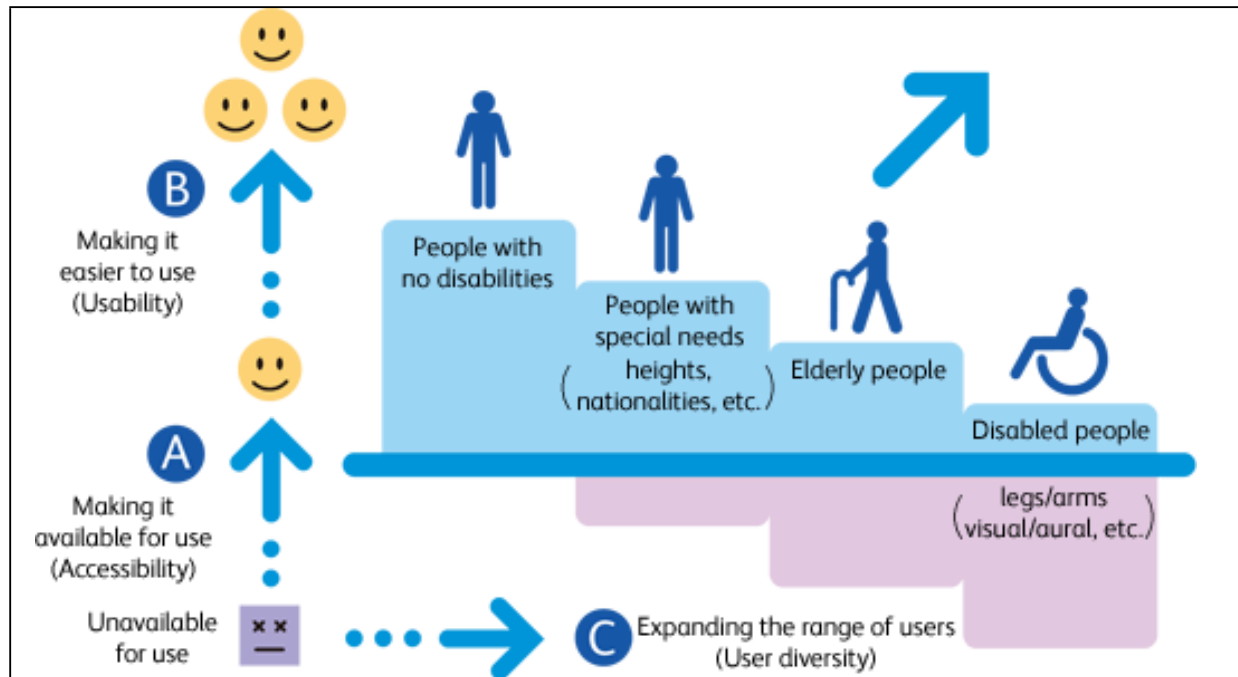 B
Making it
easier to use
(Usability)
A
Making it
available for use
(Accessibility)
Unavailable
for use
People with
no disabilities
People with
special needs
(heights,
nationalities, etc.)
Elderly people
Disabled people
(legs/arms
visual/aural, etc.)
C
Expanding the range of users
(User diversity)